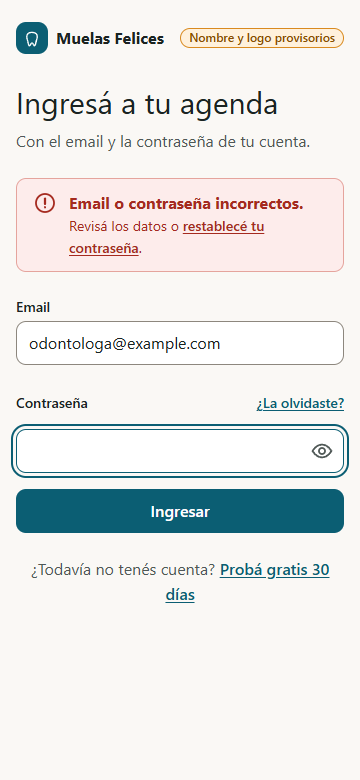 Muelas Felices
Nombre y logo provisorios
Ingresá a tu agenda
Con el email y la contraseña de tu cuenta.
Email o contraseña incorrectos.
Revisá los datos o restablecé tu
contraseña.
Email
odontologa@example.com
Contraseña
¿La olvidaste?
Ingresar
¿Todavía no tenés cuenta? Probá gratis 30
días